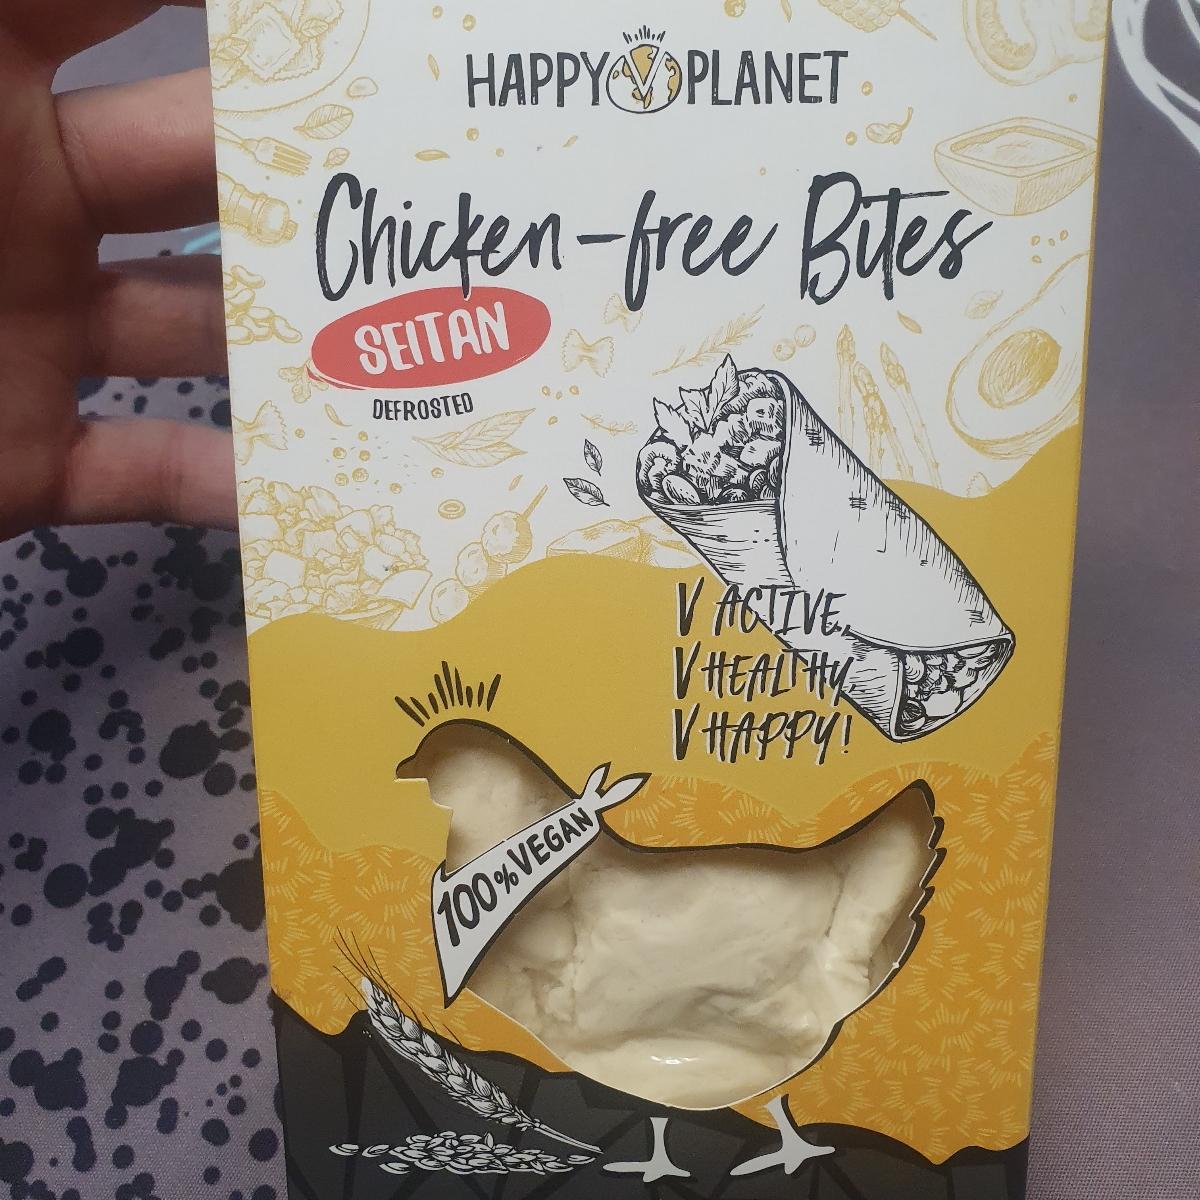 HAPPY V PLANET
Chicken-free Bites
SEITAN
DEFROSTED
V ACTIVE,
V HEALTHY,
V HAPPY!
100% VEGAN